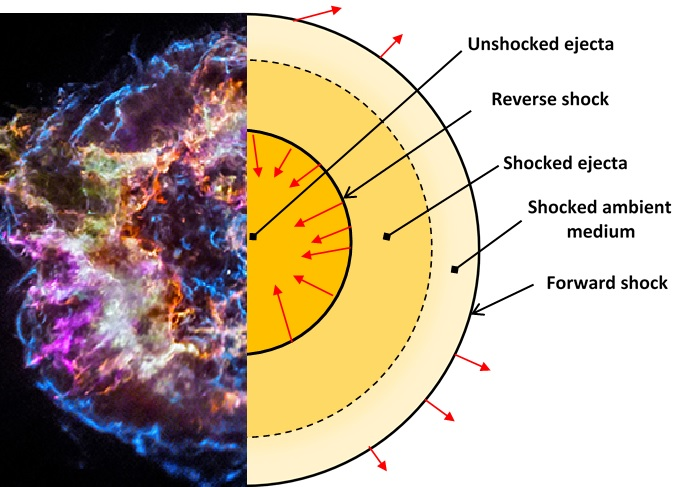 Unshocked ejecta
Reverse shock
Shocked ejecta
Shocked ambient
medium
Forward shock